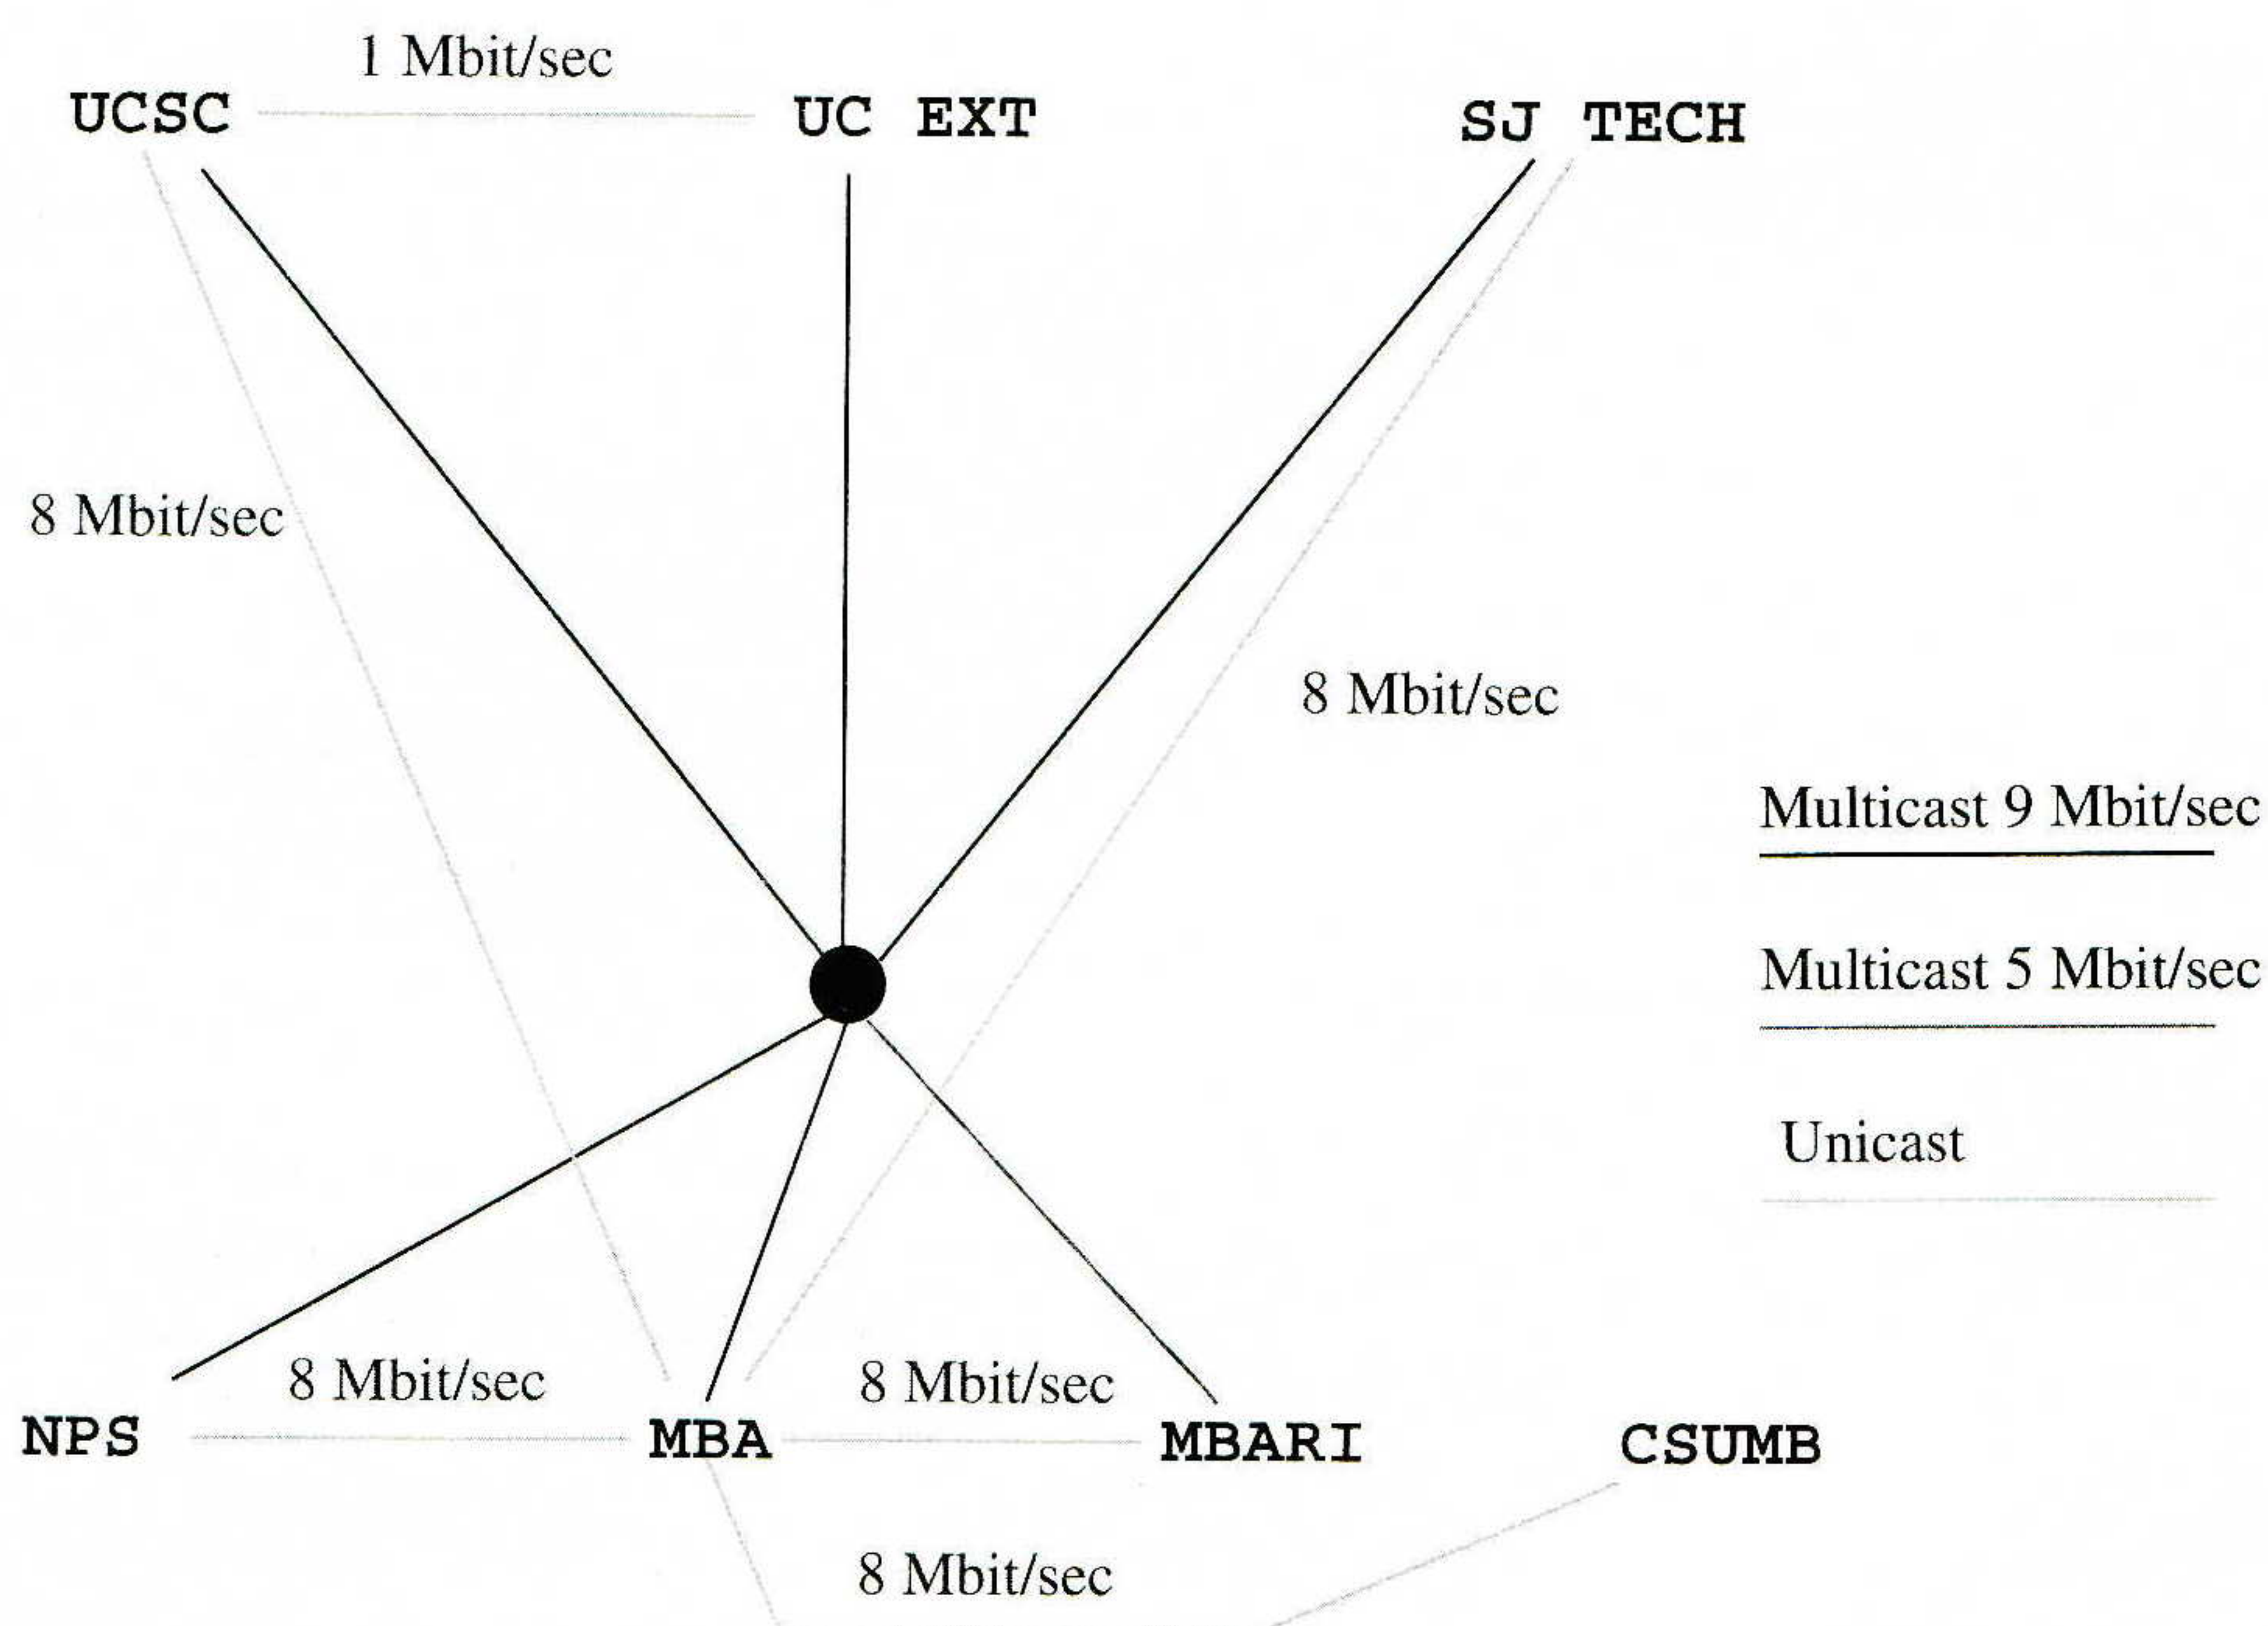 1 Mbit/sec
UCSC
UC EXT
SJ TECH
8 Mbit/sec
8 Mbit/sec
Multicast 9 Mbit/sec
Multicast 5 Mbit/sec
Unicast
8 Mbit/sec
8 Mbit/sec
NPS
MBA
MBARI
CSUMB
8 Mbit/sec